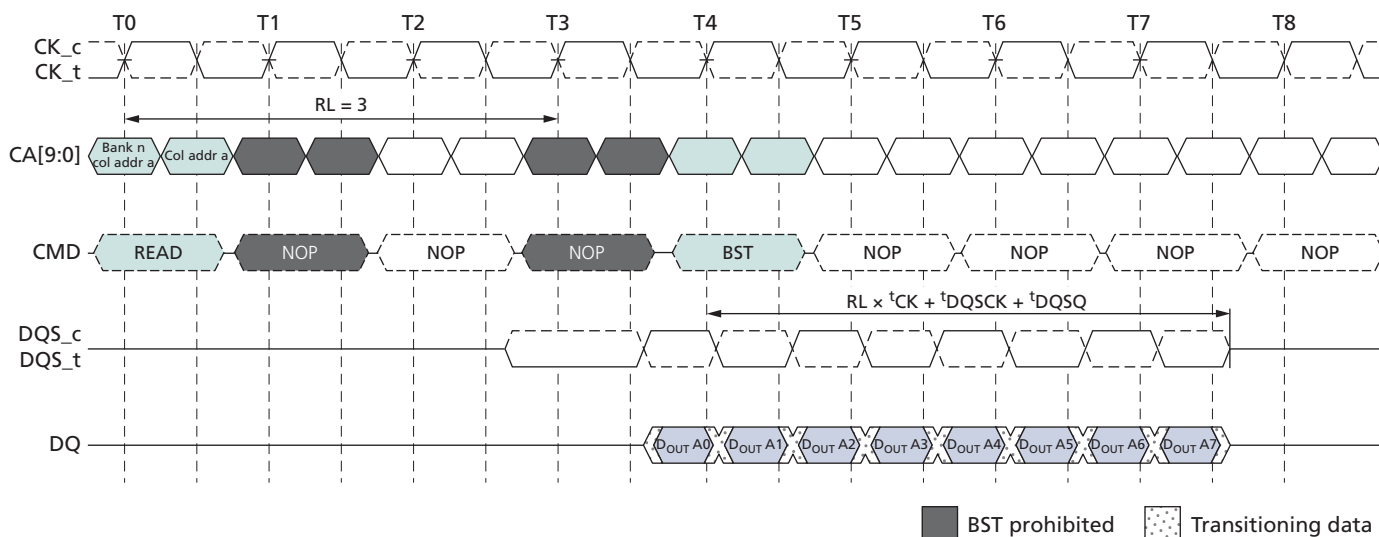 T0 T1 T2 T3 T4 T5 T6 T7 T8
CK_c
CK_t
RL = 3
CA[9:0] Bank n col addr a Col addr a
CMD READ NOP NOP NOP BST NOP NOP NOP NOP
RL × tCK + tDQSCK + tDQSQ
DQS_c
DQS_t
DQ DOUT A0 DOUT A1 DOUT A2 DOUT A3 DOUT A4 DOUT A5 DOUT A6 DOUT A7
BST prohibited Transitioning data